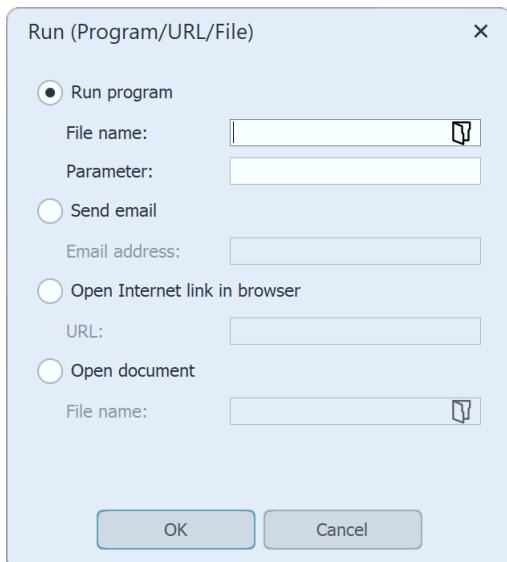 Run (Program/URL/File)
Run program
File name:
Parameter:
Send email
Email address:
Open Internet link in browser
URL:
Open document
File name:
OK Cancel